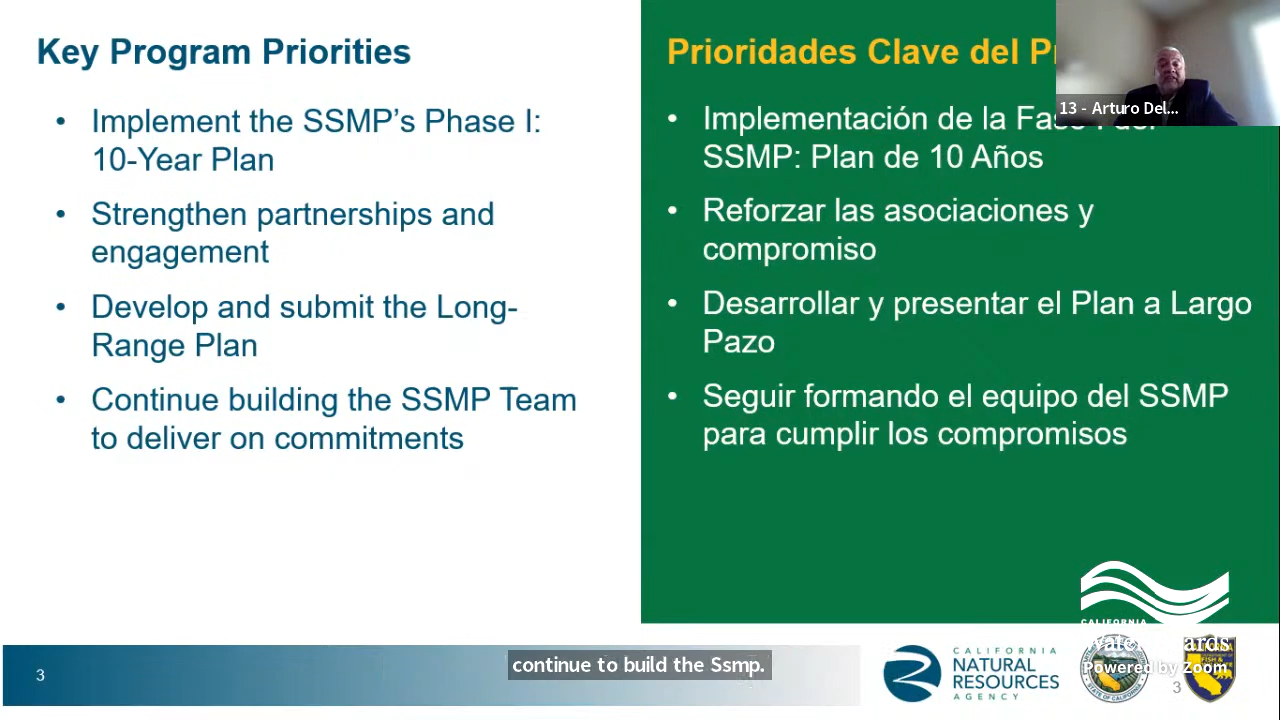 Key Program Priorities
• Implement the SSMP's Phase I:
10-Year Plan
• Strengthen partnerships and
engagement
• Develop and submit the Long-
Range Plan
• Continue building the SSMP Team
to deliver on commitments
Prioridades Clave del
• Implementación de la
SSMP: Plan de 10 Años
• Reforzar las asociaciones y
compromiso
• Desarrollar y presentar el Plan a Largo
Pazo
• Seguir formando el equipo del SSMP
para cumplir los compromisos
13 - Arturo Del...
3
continue to build the Ssmp.
CALIFORNIA
NATURAL
RESOURCES
AGENCY
CALIFORNIA
Powered by Zoom
3